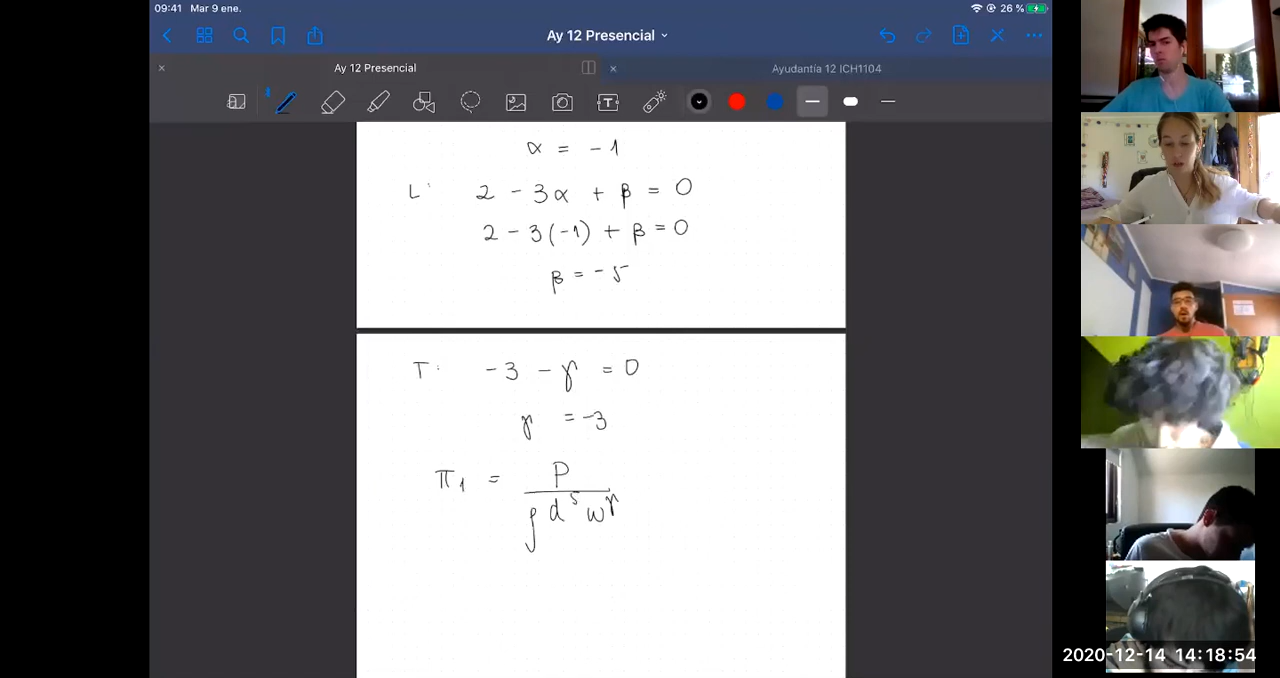 09:41 Mar 9 ene. 26 %
Ay 12 Presencial
Ay 12 Presencial
Ayudantía 12 ICH1104
α = -1
L: 2 - 3α + β = 0
2 - 3(-1) + β = 0
β = -5
T: -3 - γ = 0
γ = -3
π₁ = P / ρ d⁵ ω^γ
2020-12-14 14:18:54